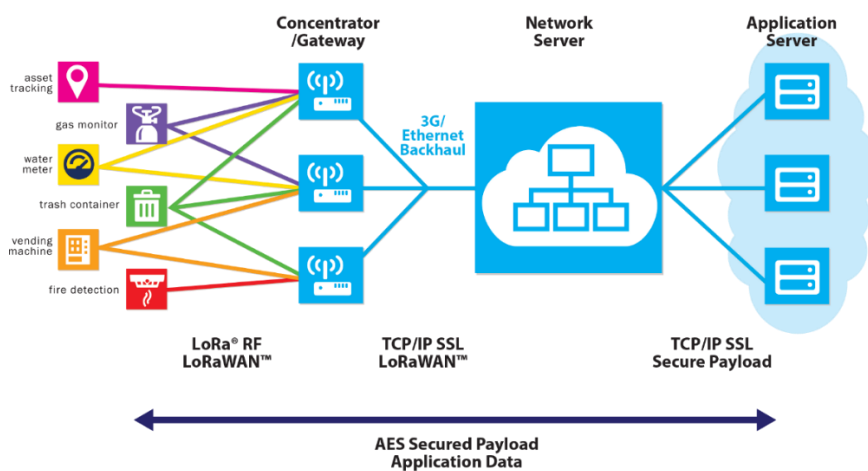 Concentrator
/Gateway
Network
Server
Application
Server
asset
tracking
gas monitor
water
meter
trash container
vending
machine
fire detection
3G/
Ethernet
Backhaul
LoRa® RF
LoRaWAN™
TCP/IP SSL
LoRaWAN™
TCP/IP SSL
Secure Payload
AES Secured Payload
Application Data